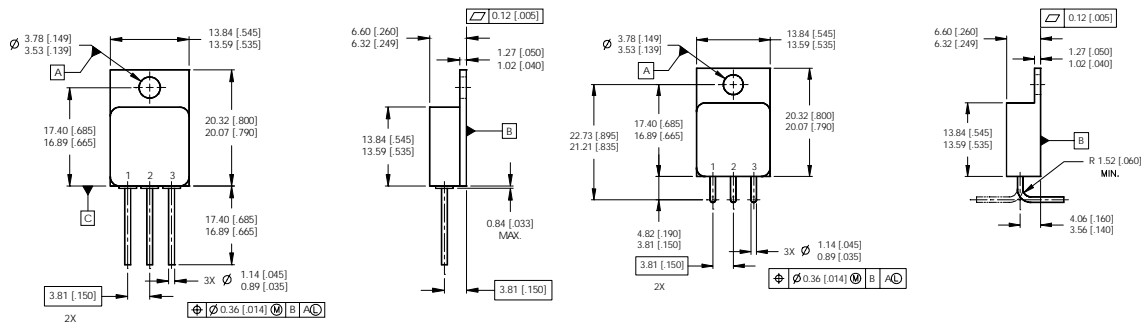 Ø 3.78 [.149]
3.53 [.139]
A
13.84 [.545]
13.59 [.535]
17.40 [.685]
16.89 [.665]
20.32 [.800]
20.07 [.790]
1 2 3
C
17.40 [.685]
16.89 [.665]
3X Ø 1.14 [.045]
0.89 [.035]
3.81 [.150]
2X
⌖ Ø 0.36 [.014] Ⓜ B A Ⓛ
⏥ 0.12 [.005]
6.60 [.260]
6.32 [.249]
1.27 [.050]
1.02 [.040]
13.84 [.545]
13.59 [.535]
B
0.84 [.033]
MAX.
3.81 [.150]
Ø 3.78 [.149]
3.53 [.139]
A
13.84 [.545]
13.59 [.535]
22.73 [.895]
21.21 [.835]
17.40 [.685]
16.89 [.665]
20.32 [.800]
20.07 [.790]
1 2 3
4.82 [.190]
3.81 [.150]
3.81 [.150]
2X
3X Ø 1.14 [.045]
0.89 [.035]
⌖ Ø 0.36 [.014] Ⓜ B A Ⓛ
⏥ 0.12 [.005]
6.60 [.260]
6.32 [.249]
1.27 [.050]
1.02 [.040]
13.84 [.545]
13.59 [.535]
B
R 1.52 [.060]
MIN.
4.06 [.160]
3.56 [.140]